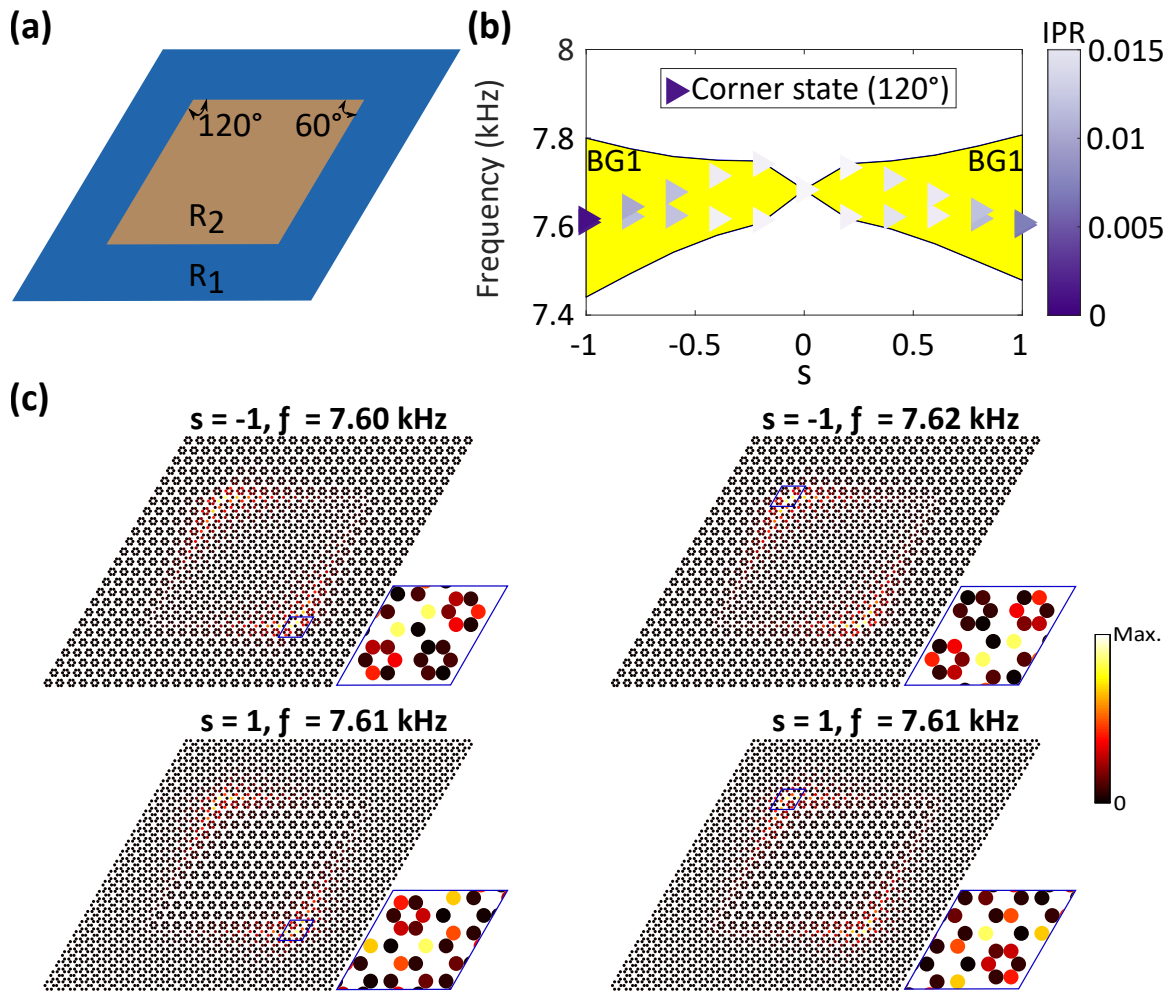 (a)
120°
60°
R2
R1
(b)
IPR
Frequency (kHz)
8
7.8
7.6
7.4
Corner state (120°)
BG1
BG1
-1
-0.5
0
0.5
1
s
0.015
0.01
0.005
0
(c)
s = -1, ƒ = 7.60 kHz
s = -1, ƒ = 7.62 kHz
s = 1, ƒ = 7.61 kHz
s = 1, ƒ = 7.61 kHz
Max.
0